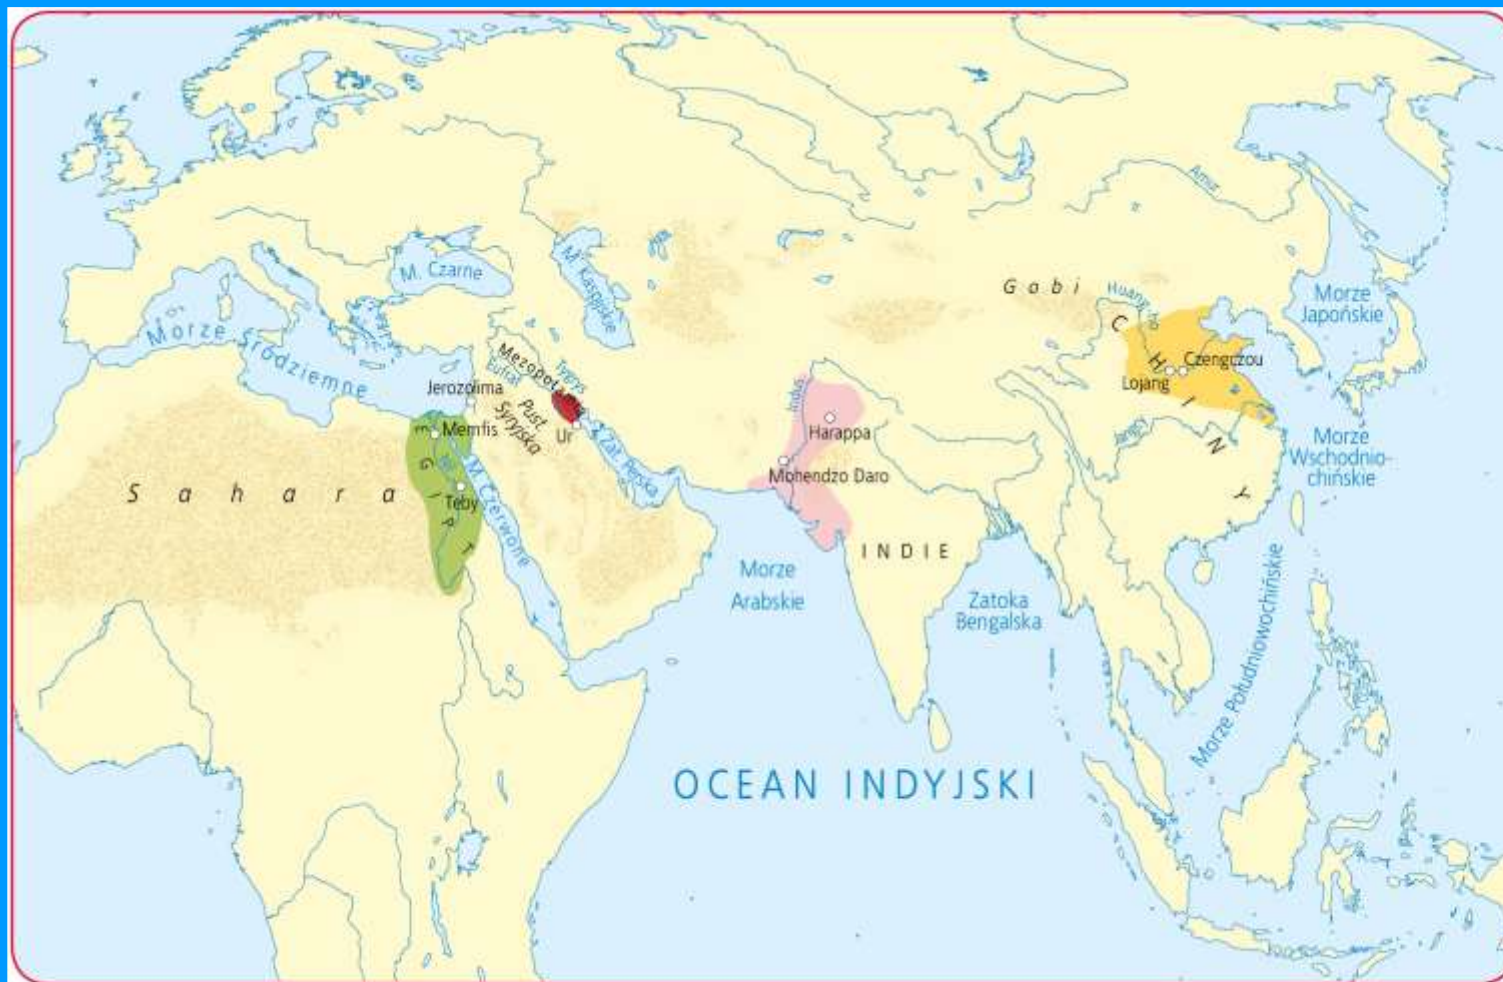 M. Czarne
M. Kaspijskie
Gobi
Huang-ho
Amur
Morze
Japońskie
Morze Śródziemne
Mezopotamia
Eufrat
Tygrys
CHINY
Czengczou
Lojang
Jerozolima
Pust.
Syryjska
Ur
Zat. Perska
Indus
Harappa
Mohendzo Daro
Jangcy
Morze
Wschodnio-
chińskie
Memfis
EGIPT
Teby
M. Czerwone
Sahara
INDIE
Morze
Arabskie
Zatoka
Bengalska
Morze Południowochińskie
OCEAN INDYJSKI